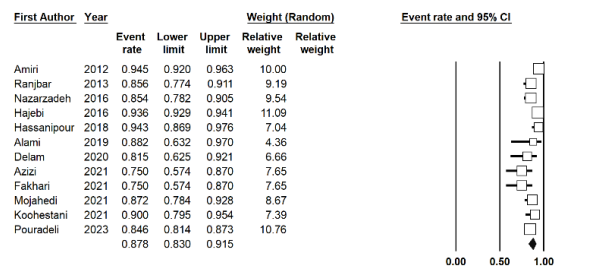 First Author Year Weight (Random) Event rate and 95% CI
Event rate Lower limit Upper limit Relative weight Relative weight
Amiri 2012 0.945 0.920 0.963 10.00
Ranjbar 2013 0.856 0.774 0.911 9.19
Nazarzadeh 2016 0.854 0.782 0.905 9.54
Hajebi 2016 0.936 0.929 0.941 11.09
Hassanipour 2018 0.943 0.869 0.976 7.04
Alami 2019 0.882 0.632 0.970 4.36
Delam 2020 0.815 0.625 0.921 6.66
Azizi 2021 0.750 0.574 0.870 7.65
Fakhari 2021 0.750 0.574 0.870 7.65
Mojahedi 2021 0.872 0.784 0.928 8.67
Koohestani 2021 0.900 0.795 0.954 7.39
Pouradeli 2023 0.846 0.814 0.873 10.76
0.878 0.830 0.915
0.00 0.50 1.00